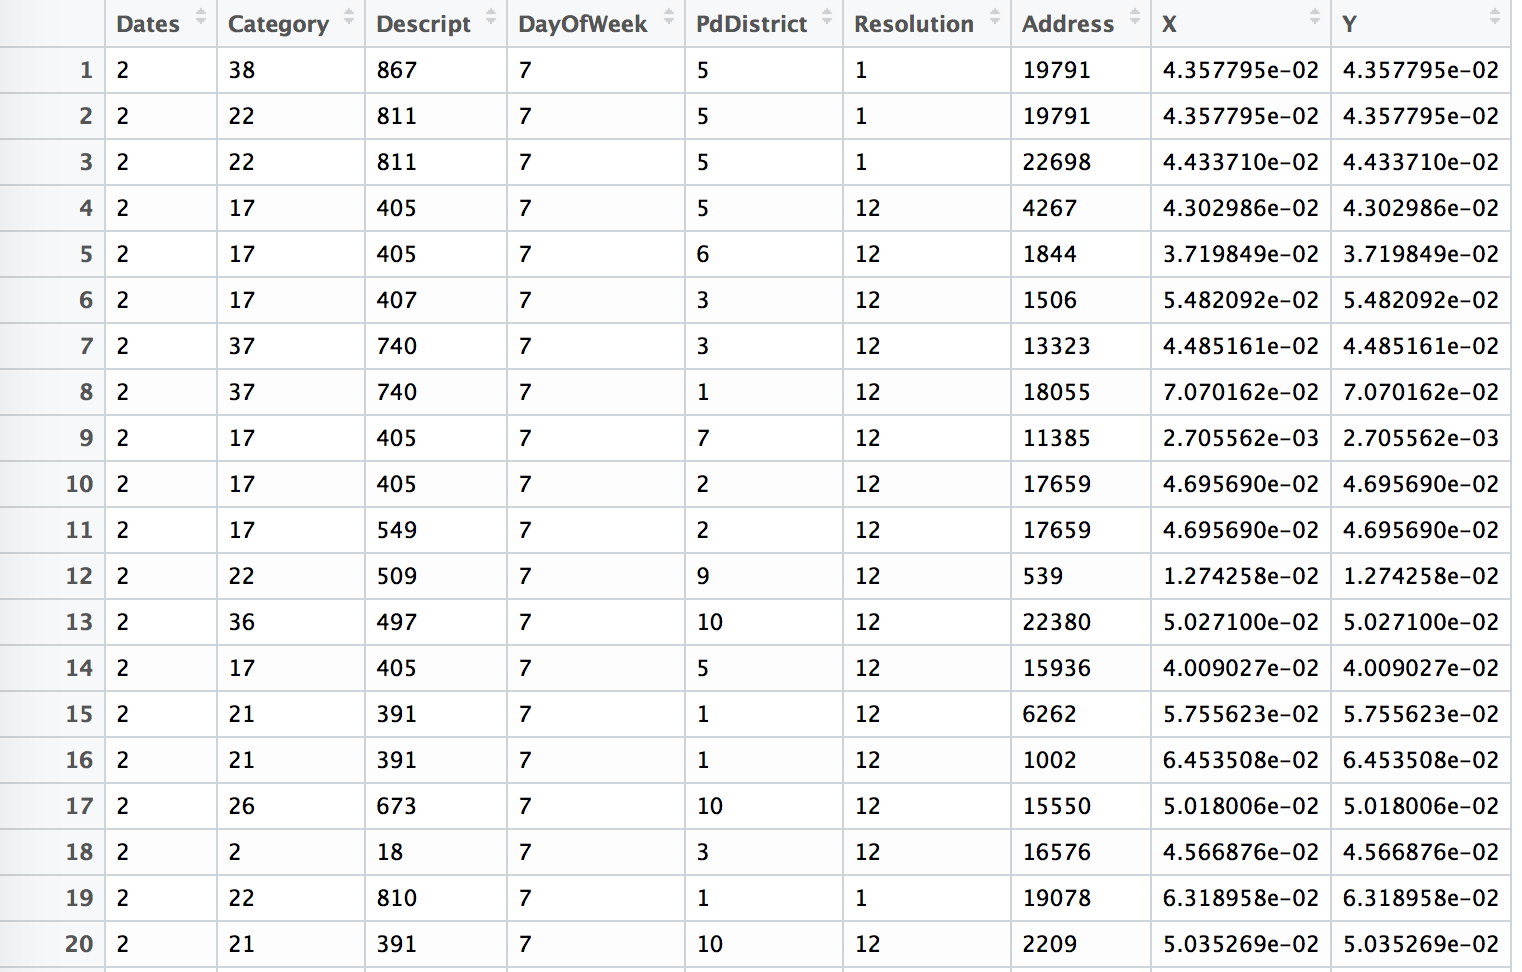 Dates Category Descript DayOfWeek PdDistrict Resolution Address X Y
1 2 38 867 7 5 1 19791 4.357795e-02 4.357795e-02
2 2 22 811 7 5 1 19791 4.357795e-02 4.357795e-02
3 2 22 811 7 5 1 22698 4.433710e-02 4.433710e-02
4 2 17 405 7 5 12 4267 4.302986e-02 4.302986e-02
5 2 17 405 7 6 12 1844 3.719849e-02 3.719849e-02
6 2 17 407 7 3 12 1506 5.482092e-02 5.482092e-02
7 2 37 740 7 3 12 13323 4.485161e-02 4.485161e-02
8 2 37 740 7 1 12 18055 7.070162e-02 7.070162e-02
9 2 17 405 7 7 12 11385 2.705562e-03 2.705562e-03
10 2 17 405 7 2 12 17659 4.695690e-02 4.695690e-02
11 2 17 549 7 2 12 17659 4.695690e-02 4.695690e-02
12 2 22 509 7 9 12 539 1.274258e-02 1.274258e-02
13 2 36 497 7 10 12 22380 5.027100e-02 5.027100e-02
14 2 17 405 7 5 12 15936 4.009027e-02 4.009027e-02
15 2 21 391 7 1 12 6262 5.755623e-02 5.755623e-02
16 2 21 391 7 1 12 1002 6.453508e-02 6.453508e-02
17 2 26 673 7 10 12 15550 5.018006e-02 5.018006e-02
18 2 2 18 7 3 12 16576 4.566876e-02 4.566876e-02
19 2 22 810 7 1 1 19078 6.318958e-02 6.318958e-02
20 2 21 391 7 10 12 2209 5.035269e-02 5.035269e-02